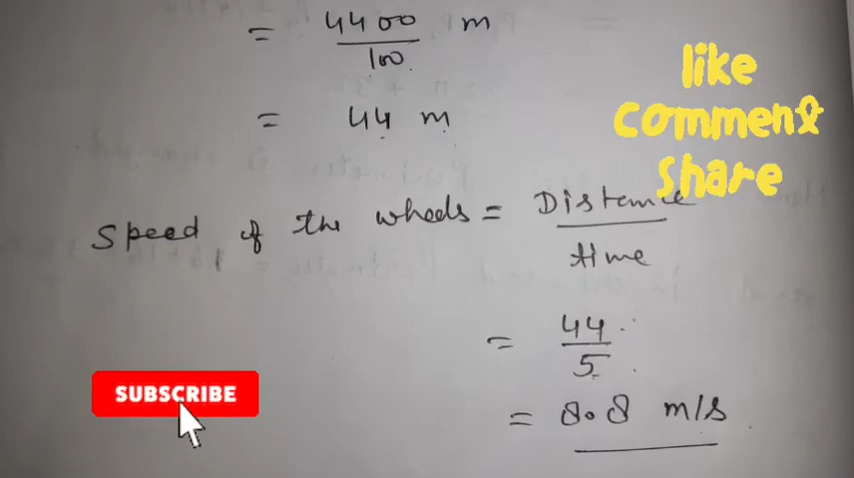 = 4400/100 m
= 44 m
like
comment
share
Speed of the wheels = Distance/time
= 44/5
= 8.8 m/s
SUBSCRIBE